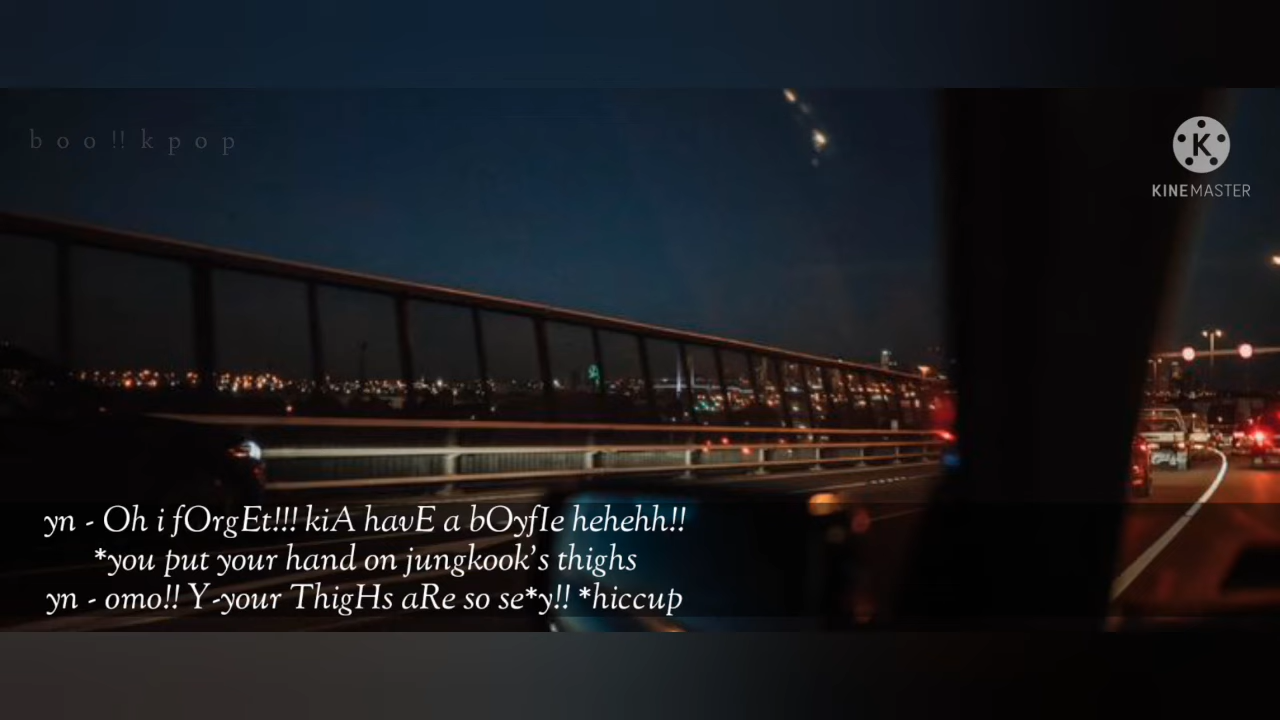 b o o !! k p o p
K
KINEMASTER
yn - Oh i fOrgEt!!! kiA havE a bOyfIe hehehh!!
*you put your hand on jungkook's thighs
yn - omo!! Y-your ThigHs aRe so se*y!! *hiccup